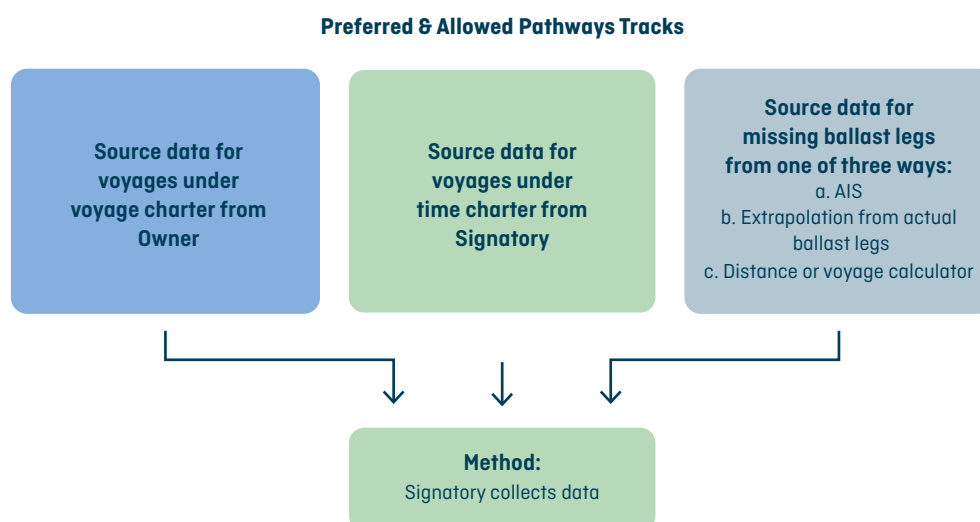 Preferred & Allowed Pathways Tracks
Source data for
voyages under
voyage charter from
Owner
Source data for
voyages under
time charter from
Signatory
Source data for
missing ballast legs
from one of three ways:
a. AIS
b. Extrapolation from actual
ballast legs
c. Distance or voyage calculator
Method:
Signatory collects data